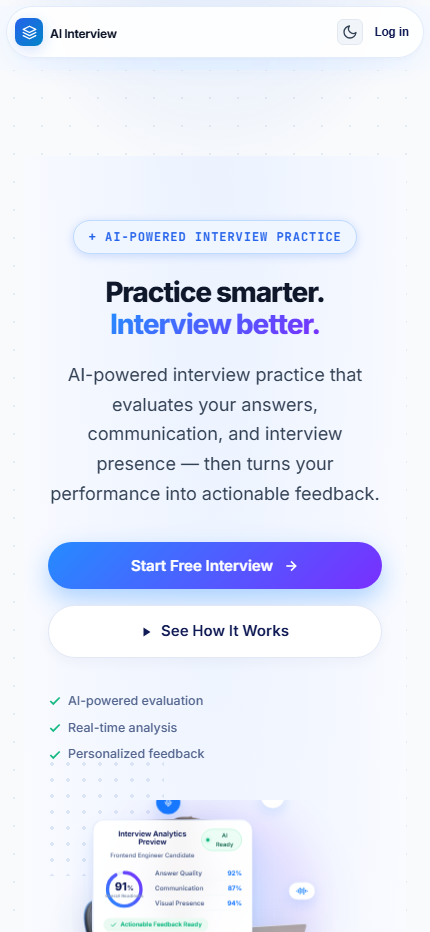 AI Interview
Log in
+ AI-POWERED INTERVIEW PRACTICE
Practice smarter.
Interview better.
AI-powered interview practice that
evaluates your answers,
communication, and interview
presence — then turns your
performance into actionable feedback.
Start Free Interview →
See How It Works
AI-powered evaluation
Real-time analysis
Personalized feedback
Interview Analytics
Preview
AI
Ready
Frontend Engineer Candidate
91%
Answer Quality 92%
Communication 87%
Visual Presence 94%
Actionable Feedback Ready